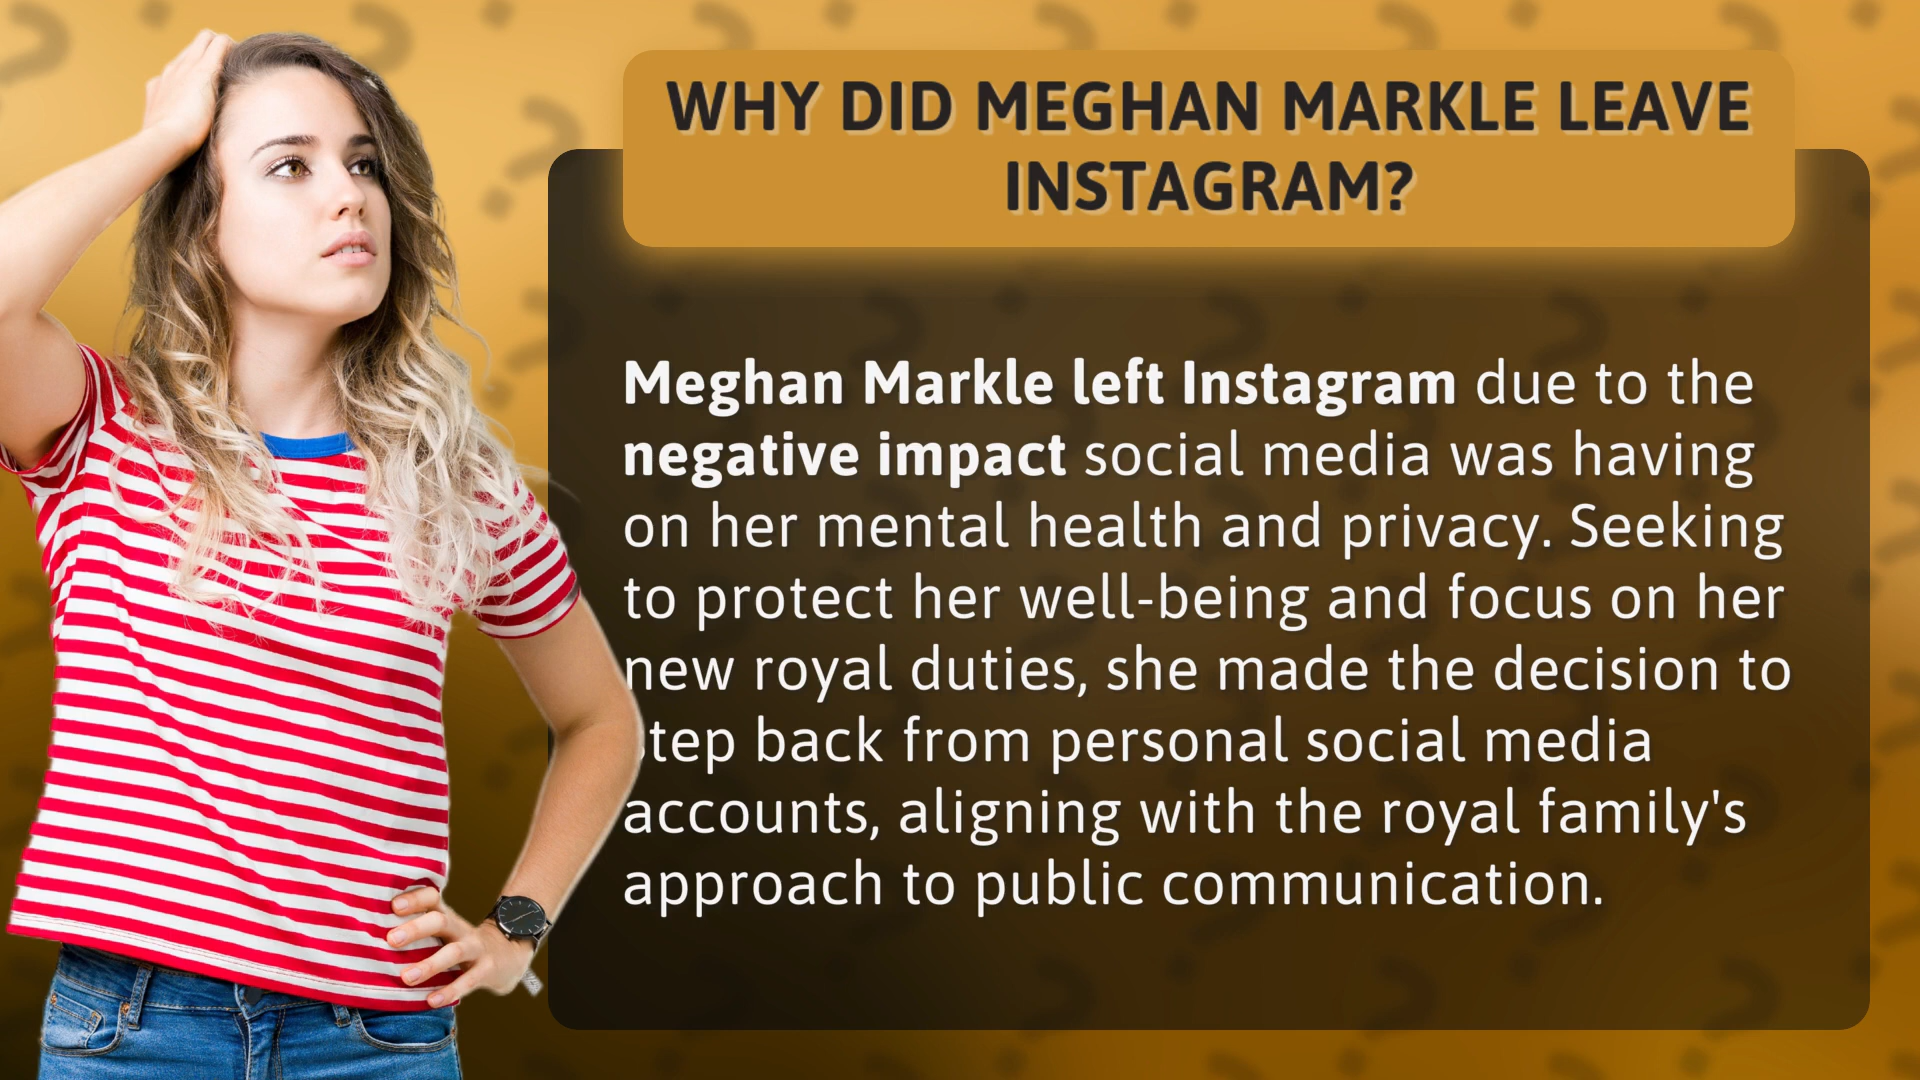 WHY DID MEGHAN MARKLE LEAVE
INSTAGRAM?
Meghan Markle left Instagram due to the
negative impact social media was having
on her mental health and privacy. Seeking
to protect her well-being and focus on her
new royal duties, she made the decision to
step back from personal social media
accounts, aligning with the royal family's
approach to public communication.